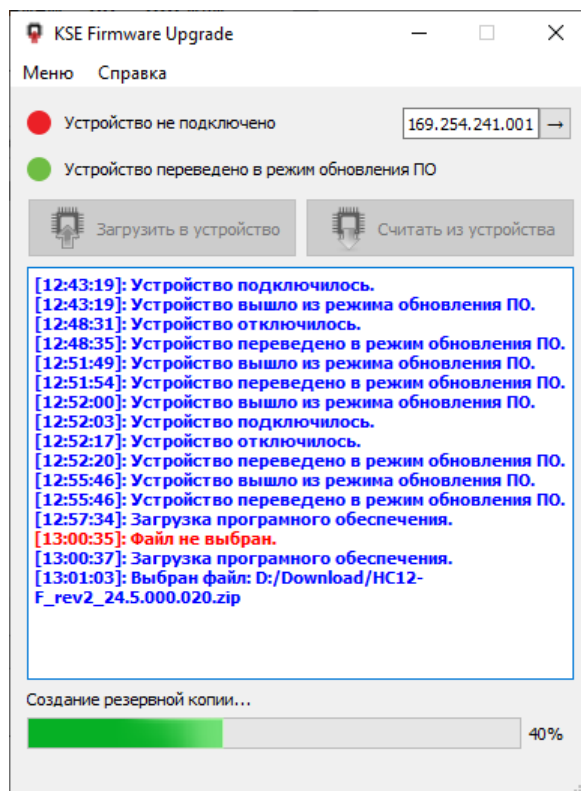 KSE Firmware Upgrade
Меню Справка
Устройство не подключено 169.254.241.001 →
Устройство переведено в режим обновления ПО
Загрузить в устройство Считать из устройства
[12:43:19]: Устройство подключилось.
[12:43:19]: Устройство вышло из режима обновления ПО.
[12:48:31]: Устройство отключилось.
[12:48:35]: Устройство переведено в режим обновления ПО.
[12:51:49]: Устройство вышло из режима обновления ПО.
[12:51:54]: Устройство переведено в режим обновления ПО.
[12:52:00]: Устройство вышло из режима обновления ПО.
[12:52:03]: Устройство подключилось.
[12:52:17]: Устройство отключилось.
[12:52:20]: Устройство переведено в режим обновления ПО.
[12:55:46]: Устройство вышло из режима обновления ПО.
[12:55:46]: Устройство переведено в режим обновления ПО.
[12:57:34]: Загрузка програмного обеспечения.
[13:00:35]: Файл не выбран.
[13:00:37]: Загрузка програмного обеспечения.
[13:01:03]: Выбран файл: D:/Download/HC12-
F_rev2_24.5.000.020.zip
Создание резервной копии...
40%